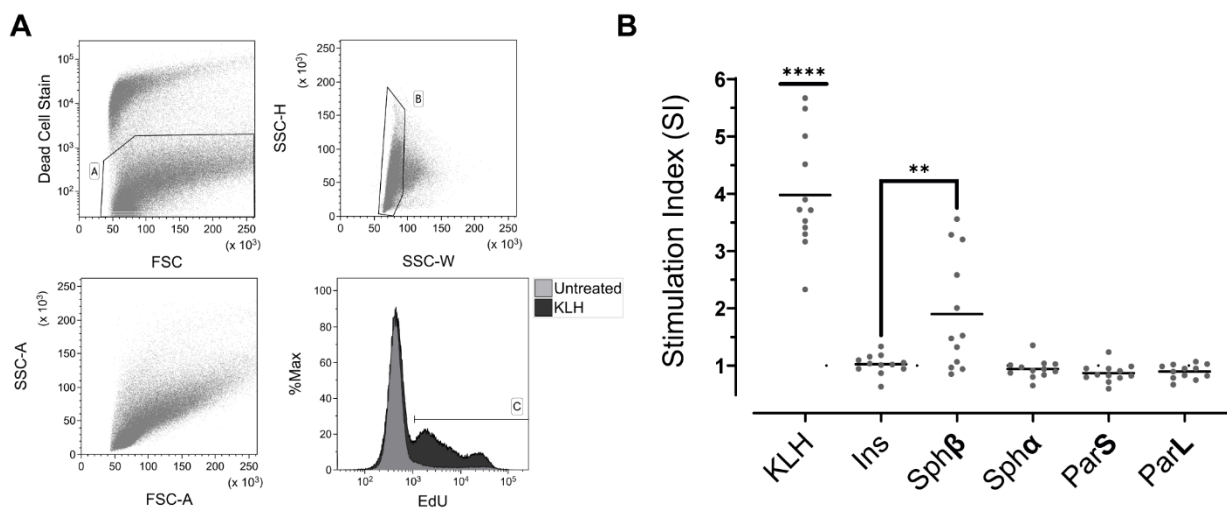 A
B
Dead Cell Stain
10⁵
10⁴
10³
10²
A
0 50 100 150 200 250
(x 10³)
FSC
SSC-H
(x 10³)
250
200
150
100
50
0
B
0 50 100 150 200 250
(x 10³)
SSC-W
SSC-A
(x 10³)
250
200
150
100
50
0
0 50 100 150 200 250
(x 10³)
FSC-A
%Max
100
80
60
40
20
0
C
10² 10³ 10⁴ 10⁵
EdU
Untreated
KLH
Stimulation Index (SI)
6
5
4
3
2
1
****
**
KLH Ins Sphβ Sphα ParS ParL